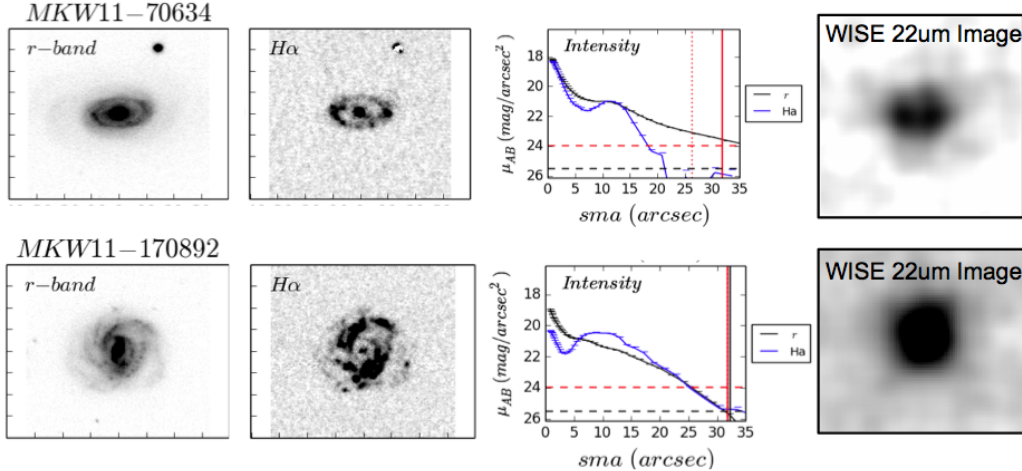 MKW11−70634
r−band
Hα
Intensity
WISE 22um Image
μAB (mag/arcsec²)
18
20
22
24
26
0 5 10 15 20 25 30 35
sma (arcsec)
r
Ha
MKW11−170892
r−band
Hα
Intensity
WISE 22um Image
μAB (mag/arcsec²)
16
18
20
22
24
26
0 5 10 15 20 25 30 35
sma (arcsec)
r
Ha